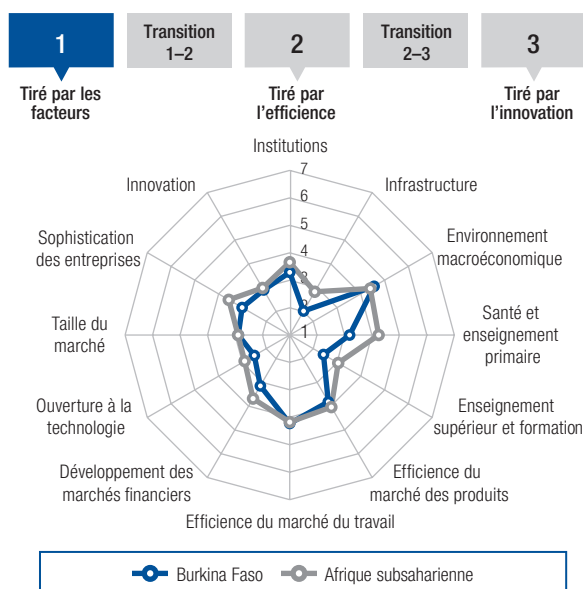 1
Transition
1–2
2
Transition
2–3
3
Tiré par les
facteurs
Tiré par
l'efficience
Tiré par
l'innovation
Institutions
7
6
5
4
3
2
1
Infrastructure
Environnement
macroéconomique
Santé et
enseignement
primaire
Enseignement
supérieur et formation
Efficience du
marché des produits
Efficience du marché du travail
Développement des
marchés financiers
Ouverture à la
technologie
Taille du
marché
Sophistication
des entreprises
Innovation
Burkina Faso
Afrique subsaharienne